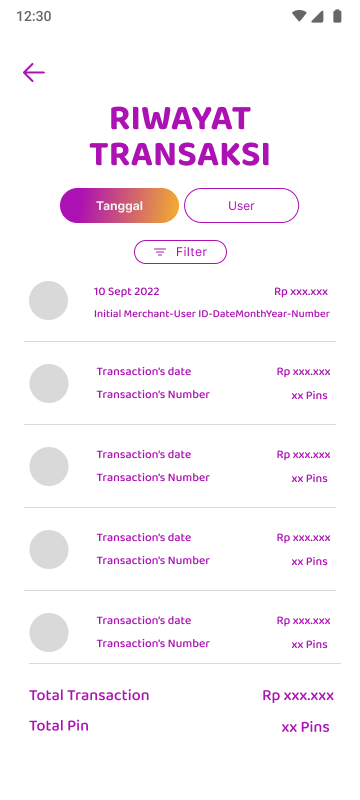 12:30
RIWAYAT
TRANSAKSI
Tanggal User
Filter
10 Sept 2022 Rp xxx.xxx
Initial Merchant-User ID-DateMonthYear-Number
Transaction's date Rp xxx.xxx
Transaction's Number xx Pins
Transaction's date Rp xxx.xxx
Transaction's Number xx Pins
Transaction's date Rp xxx.xxx
Transaction's Number xx Pins
Transaction's date Rp xxx.xxx
Transaction's Number xx Pins
Total Transaction Rp xxx.xxx
Total Pin xx Pins